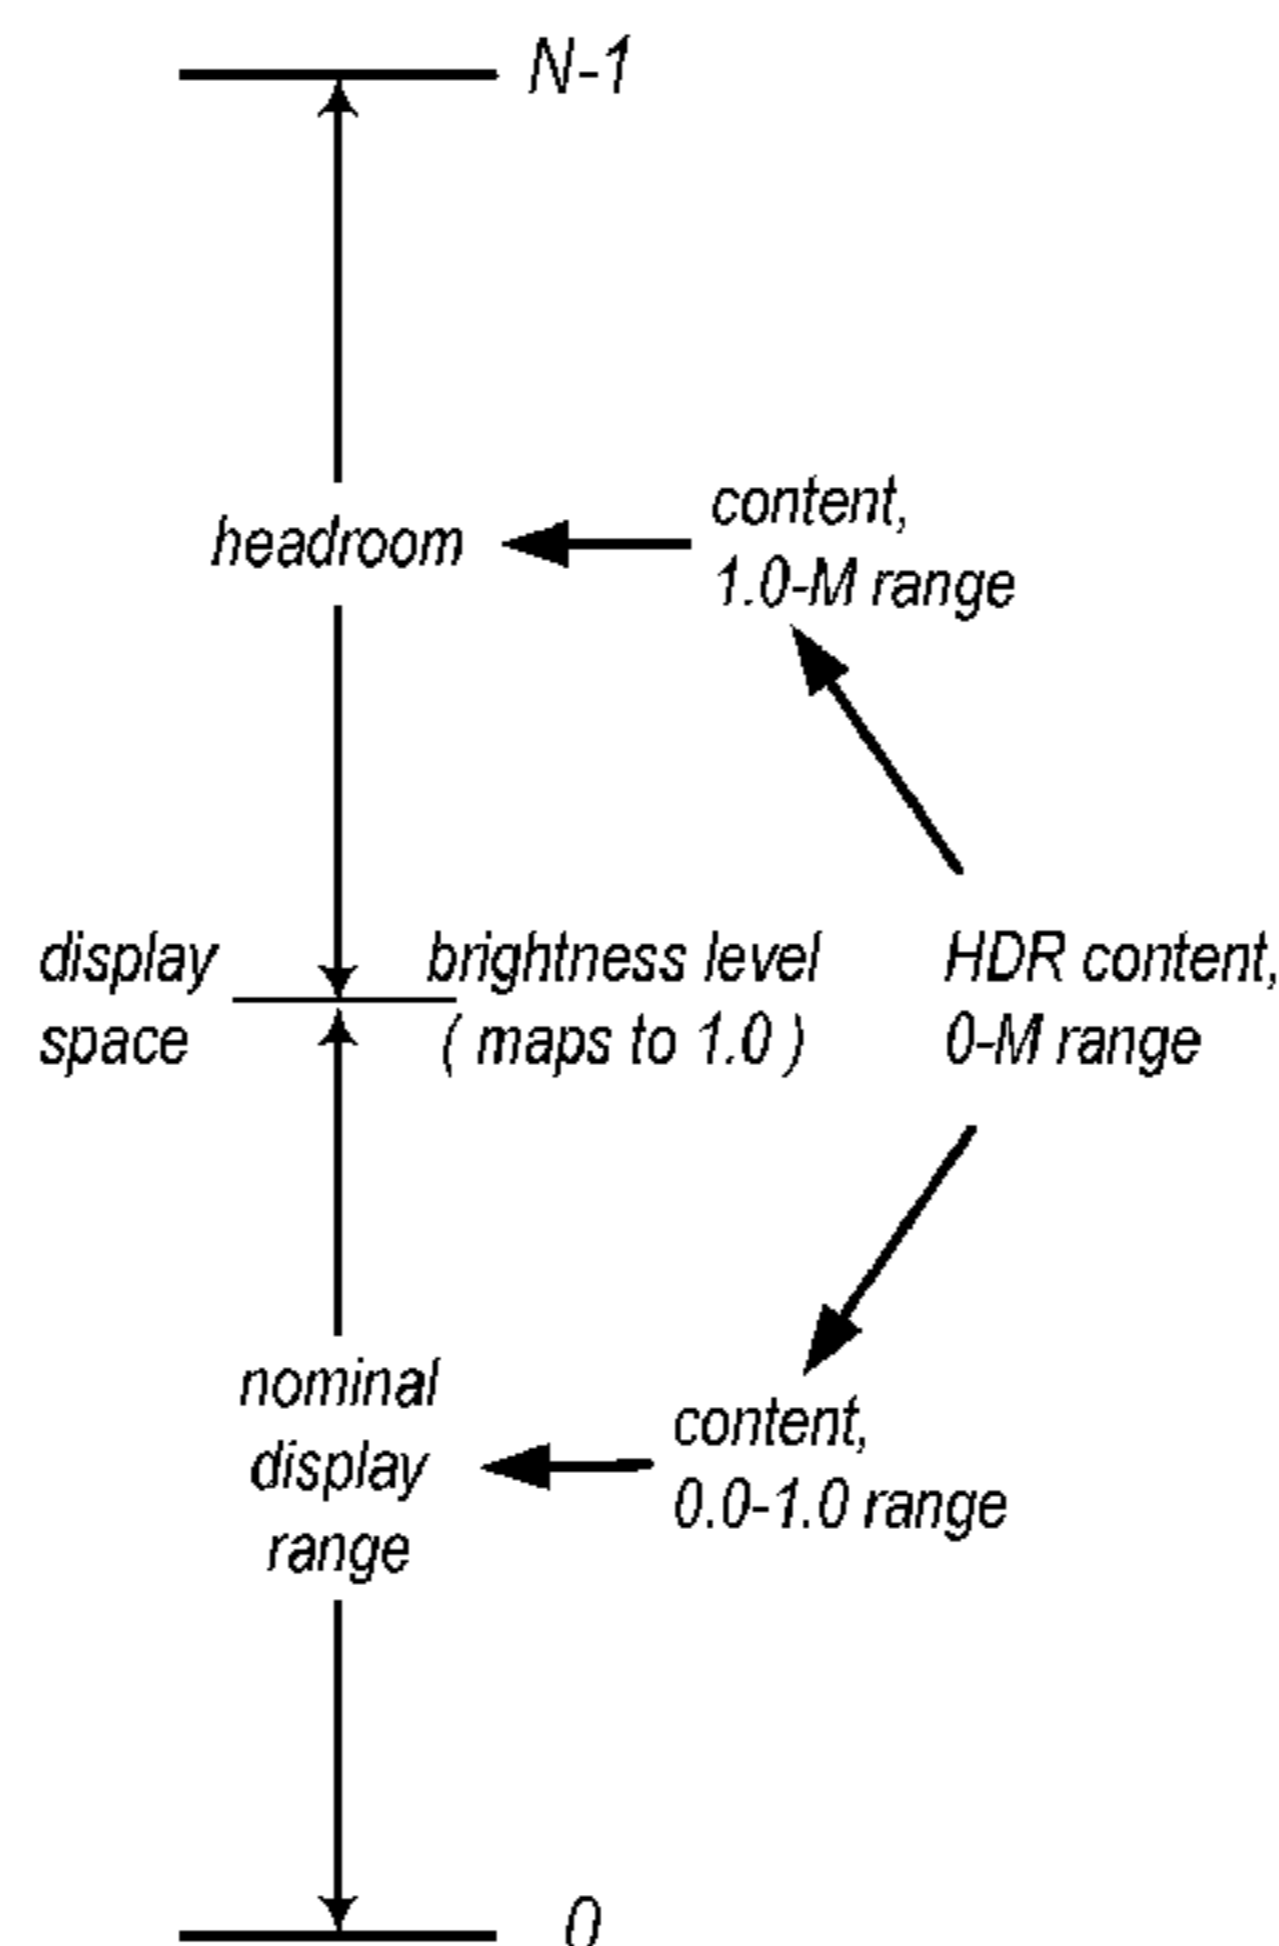 N-1
headroom
content,
1.0-M range
display
space
brightness level
( maps to 1.0 )
HDR content,
0-M range
nominal
display
range
content,
0.0-1.0 range
0